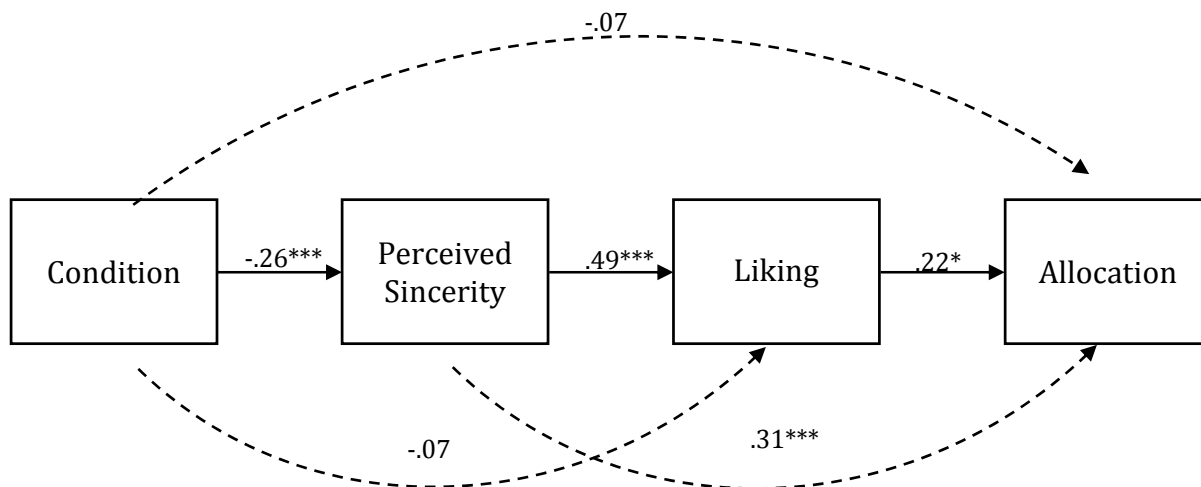 -.07
Condition
-.26***
Perceived
Sincerity
.49***
Liking
.22*
Allocation
-.07
.31***